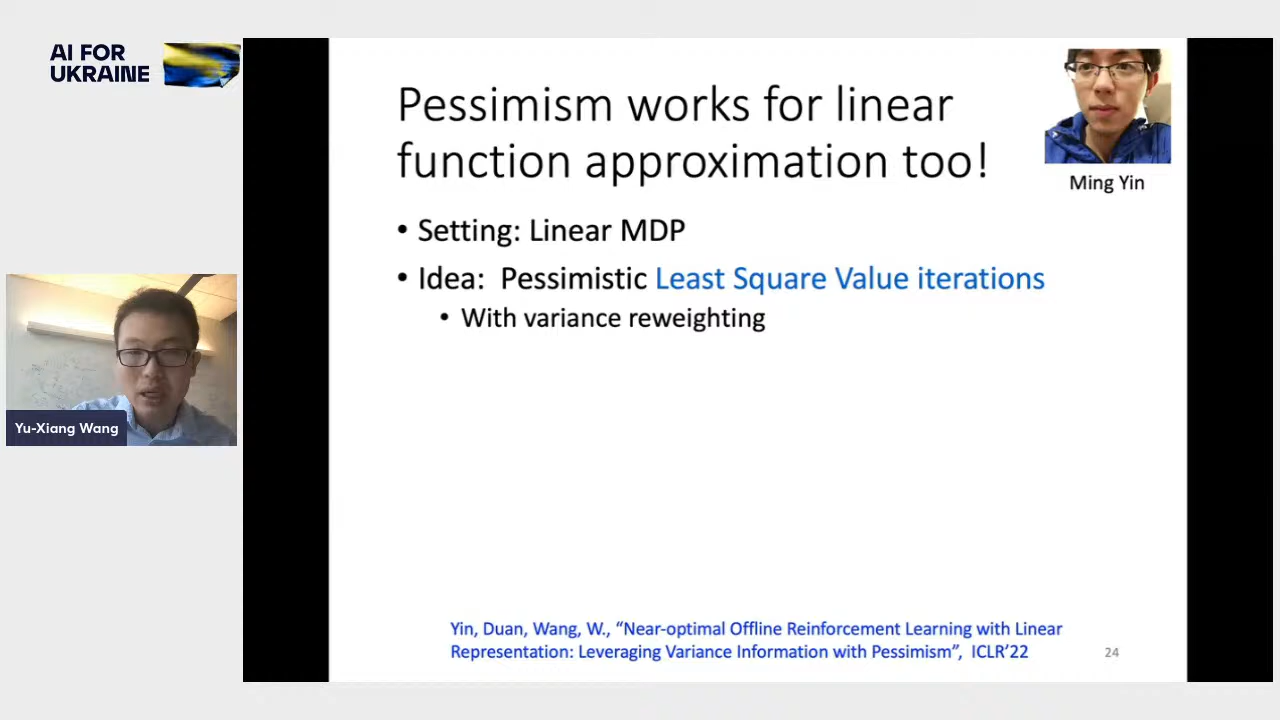 AI FOR
UKRAINE
Pessimism works for linear
function approximation too!
Ming Yin
• Setting: Linear MDP
• Idea: Pessimistic Least Square Value iterations
• With variance reweighting
Yu-Xiang Wang
Yin, Duan, Wang, W., “Near-optimal Offline Reinforcement Learning with Linear
Representation: Leveraging Variance Information with Pessimism”, ICLR’22
24